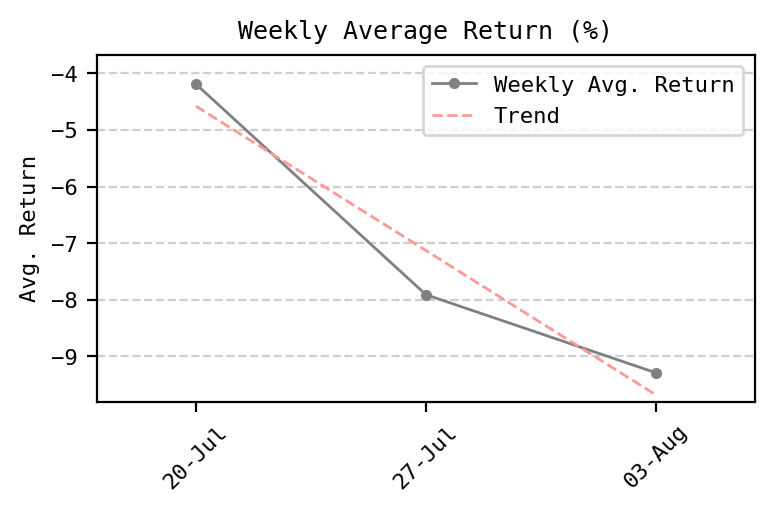 Weekly Average Return (%)
Weekly Avg. Return
Trend
Avg. Return
−4
−5
−6
−7
−8
−9
20-Jul
27-Jul
03-Aug